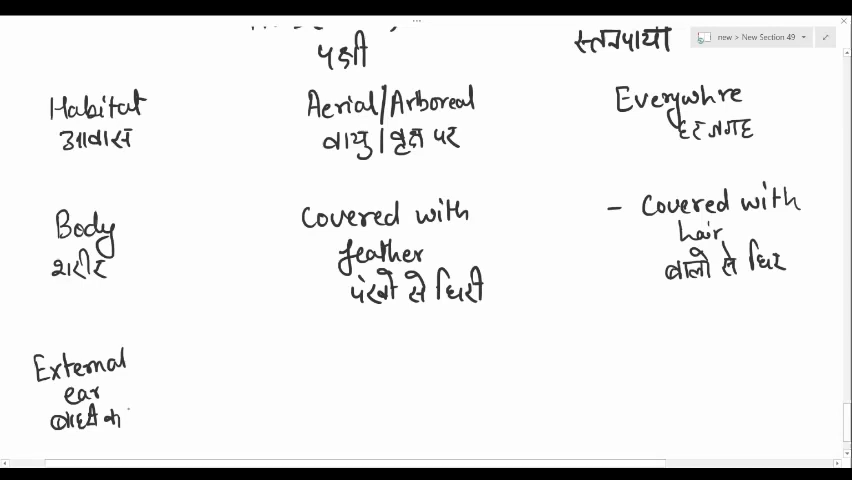 पक्षी
स्तनपायी
new > New Section 49
Habitat
आवास
Aerial/Arboreal
वायु/वृक्ष पर
Everywhre
हर जगह
Body
शरीर
Covered with
feather
पंखो से घिरी
- Covered with
hair
बालो से घिर
External
ear